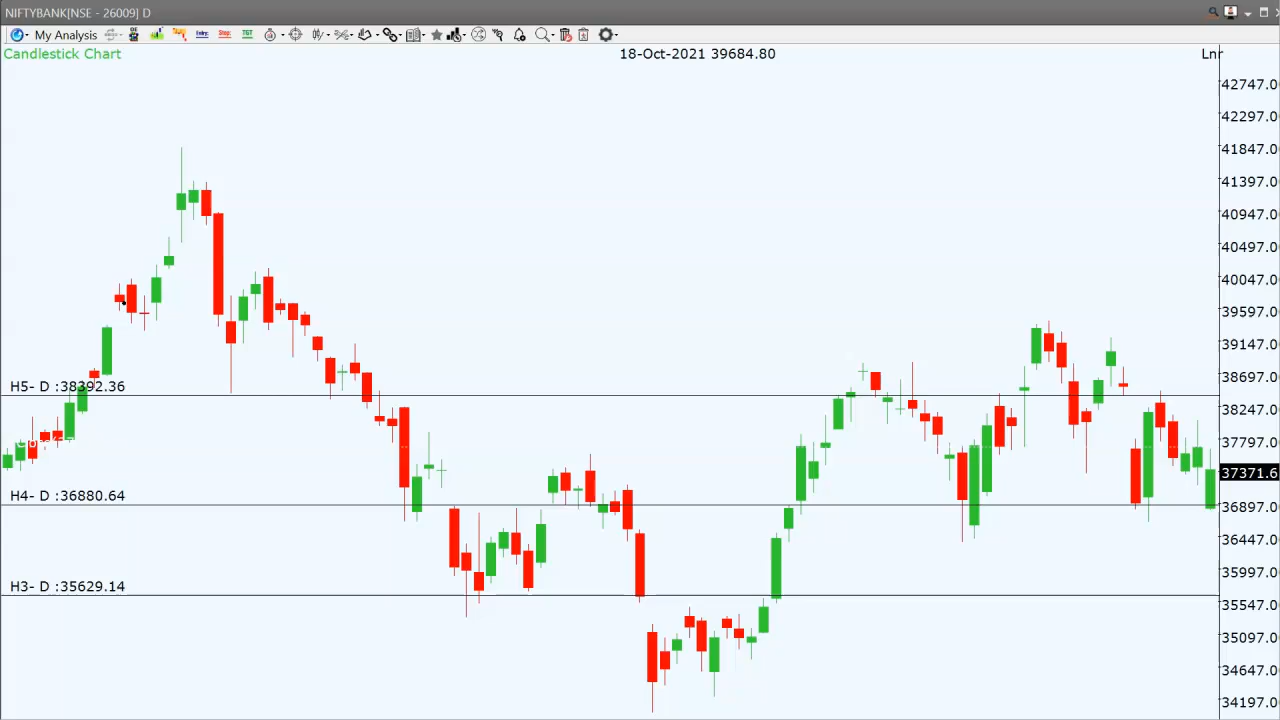 NIFTYBANK[NSE - 26009] D
My Analysis
Entry
Stop
TGT
Candlestick Chart
18-Oct-2021 39684.80
Lnr
42747.0
42297.0
41847.0
41397.0
40947.0
40497.0
40047.0
39597.0
39147.0
38697.0
H5- D :38392.36
38247.0
37797.0
37371.6
H4- D :36880.64
36897.0
36447.0
35997.0
H3- D :35629.14
35547.0
35097.0
34647.0
34197.0